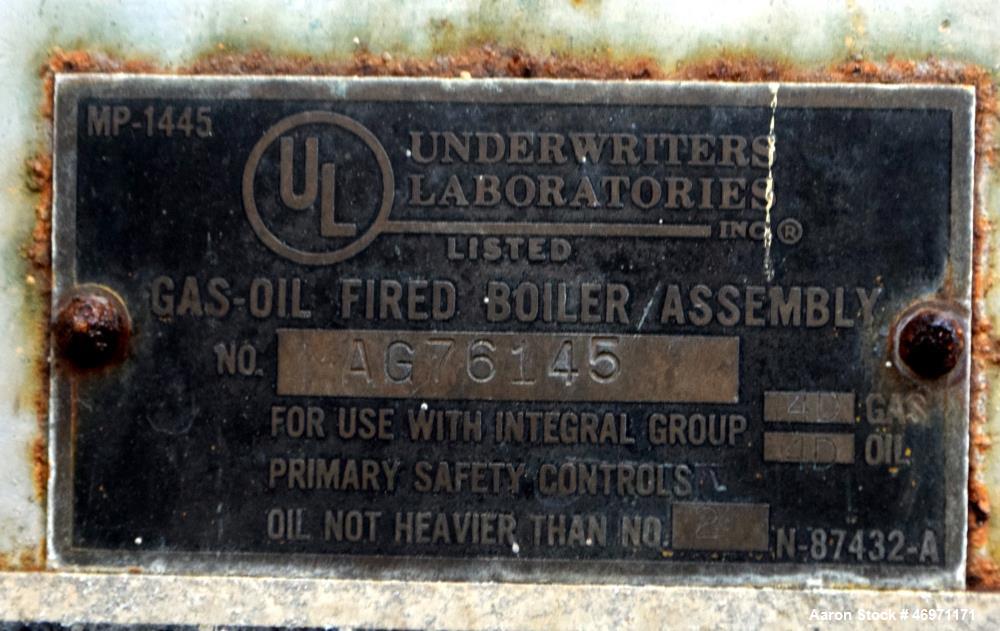 MP-1445
UL
UNDERWRITERS
LABORATORIES
INC.®
LISTED
GAS-OIL FIRED BOILER ASSEMBLY
NO. AG76145
FOR USE WITH INTEGRAL GROUP 4D GAS
4D OIL
PRIMARY SAFETY CONTROLS
OIL NOT HEAVIER THAN NO. 2
N-87432-A
Aaron Stock # 46971171